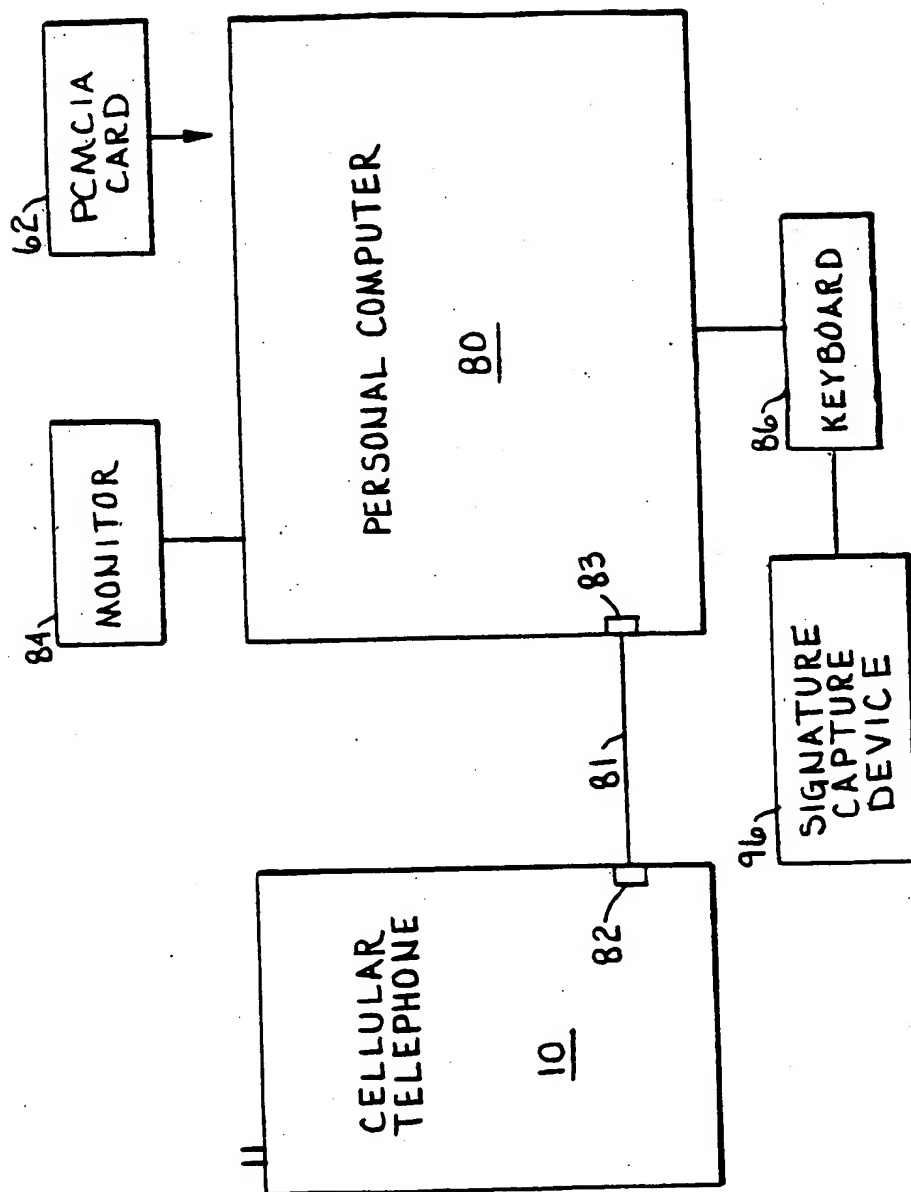 62
PCMCIA
CARD
84
MONITOR
PERSONAL COMPUTER
80
83
86
KEYBOARD
81
96
SIGNATURE
CAPTURE
DEVICE
CELLULAR
TELEPHONE
10
82